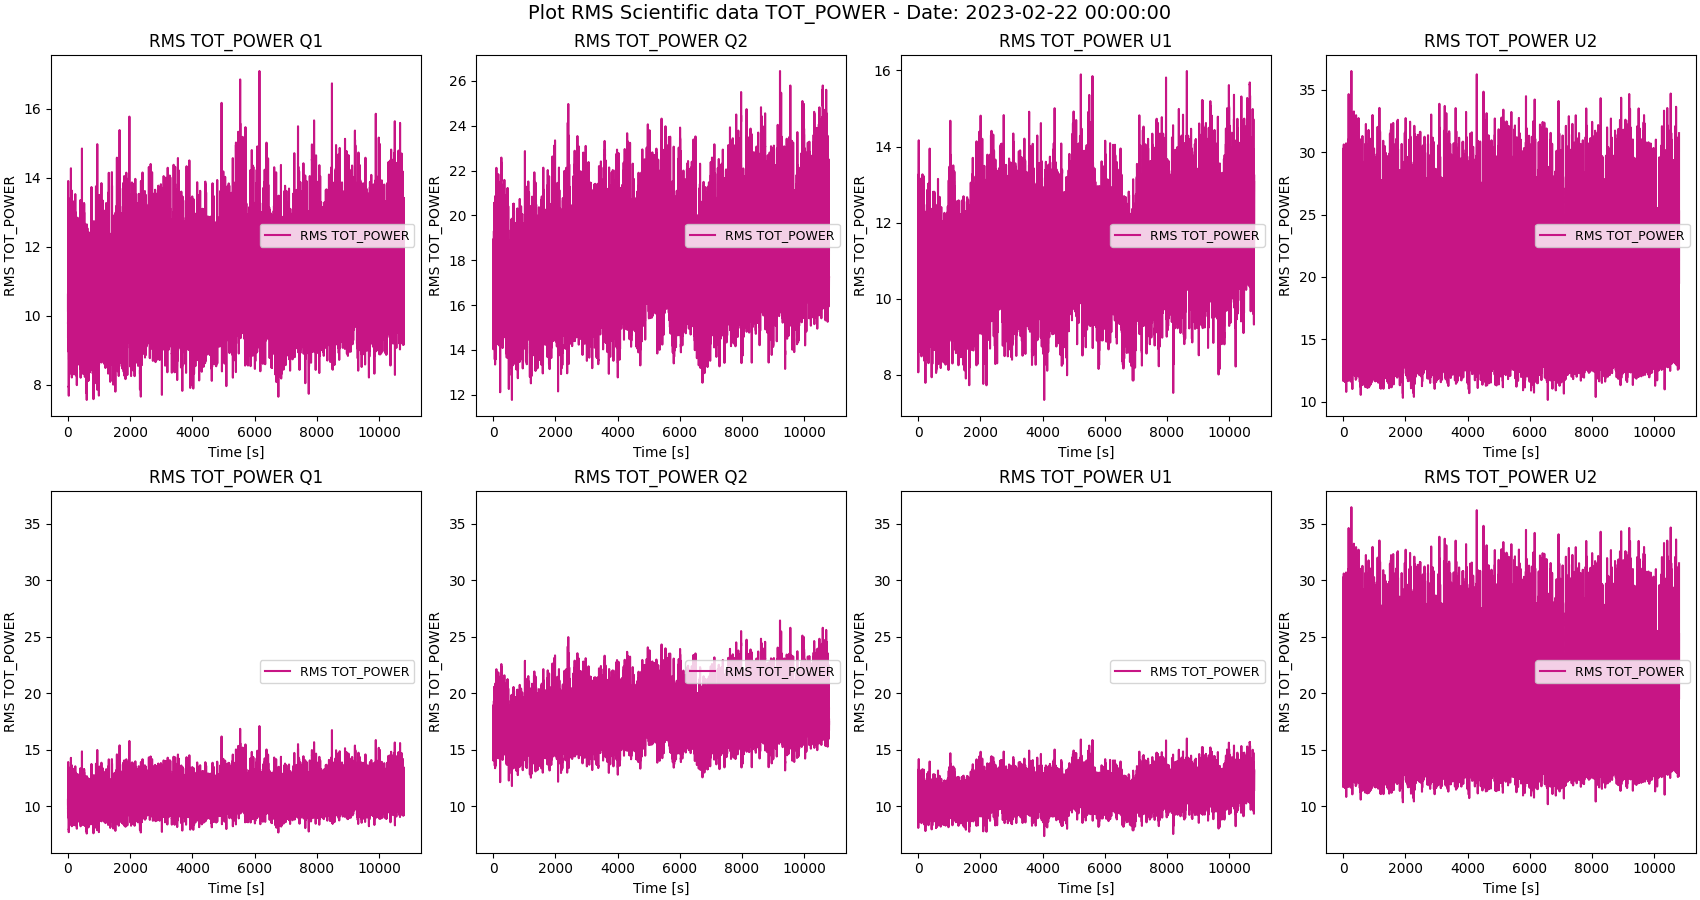 Plot RMS Scientific data TOT_POWER - Date: 2023-02-22 00:00:00
RMS TOT_POWER Q1
RMS TOT_POWER
16
14
12
10
8
0 2000 4000 6000 8000 10000
Time [s]
RMS TOT_POWER
RMS TOT_POWER Q2
RMS TOT_POWER
26
24
22
20
18
16
14
12
0 2000 4000 6000 8000 10000
Time [s]
RMS TOT_POWER
RMS TOT_POWER U1
RMS TOT_POWER
16
14
12
10
8
0 2000 4000 6000 8000 10000
Time [s]
RMS TOT_POWER
RMS TOT_POWER U2
RMS TOT_POWER
35
30
25
20
15
10
0 2000 4000 6000 8000 10000
Time [s]
RMS TOT_POWER
RMS TOT_POWER Q1
RMS TOT_POWER
35
30
25
20
15
10
0 2000 4000 6000 8000 10000
Time [s]
RMS TOT_POWER
RMS TOT_POWER Q2
RMS TOT_POWER
35
30
25
20
15
10
0 2000 4000 6000 8000 10000
Time [s]
RMS TOT_POWER
RMS TOT_POWER U1
RMS TOT_POWER
35
30
25
20
15
10
0 2000 4000 6000 8000 10000
Time [s]
RMS TOT_POWER
RMS TOT_POWER U2
RMS TOT_POWER
35
30
25
20
15
10
0 2000 4000 6000 8000 10000
Time [s]
RMS TOT_POWER